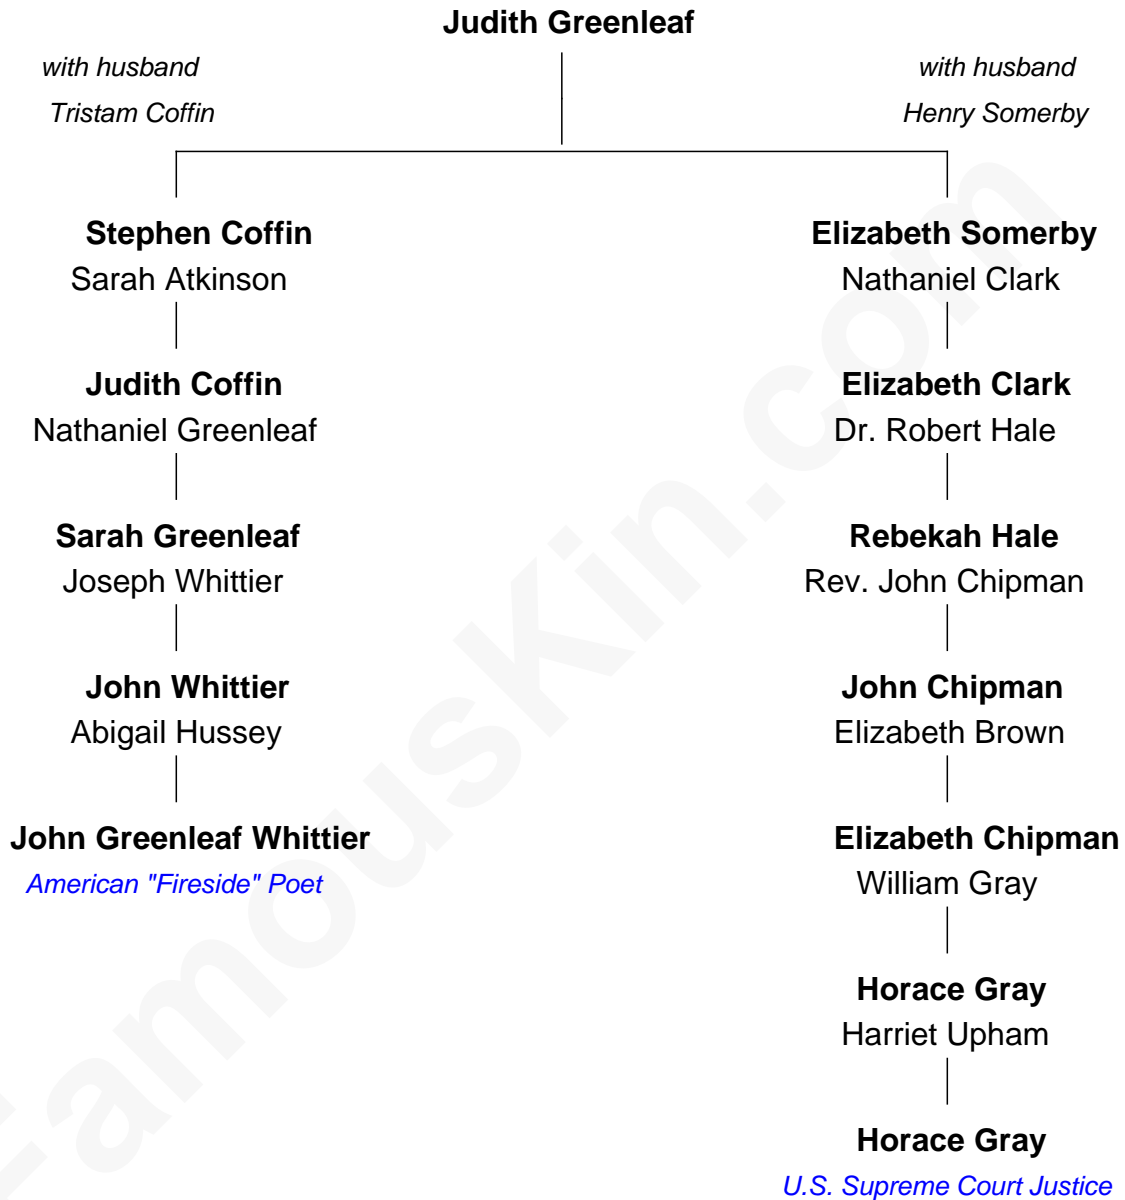 Judith Greenleaf
with husband
Tristam Coffin
with husband
Henry Somerby
Stephen Coffin
Sarah Atkinson
Judith Coffin
Nathaniel Greenleaf
Sarah Greenleaf
Joseph Whittier
John Whittier
Abigail Hussey
John Greenleaf Whittier
American "Fireside" Poet
Elizabeth Somerby
Nathaniel Clark
Elizabeth Clark
Dr. Robert Hale
Rebekah Hale
Rev. John Chipman
John Chipman
Elizabeth Brown
Elizabeth Chipman
William Gray
Horace Gray
Harriet Upham
Horace Gray
U.S. Supreme Court Justice
FamousKin.com